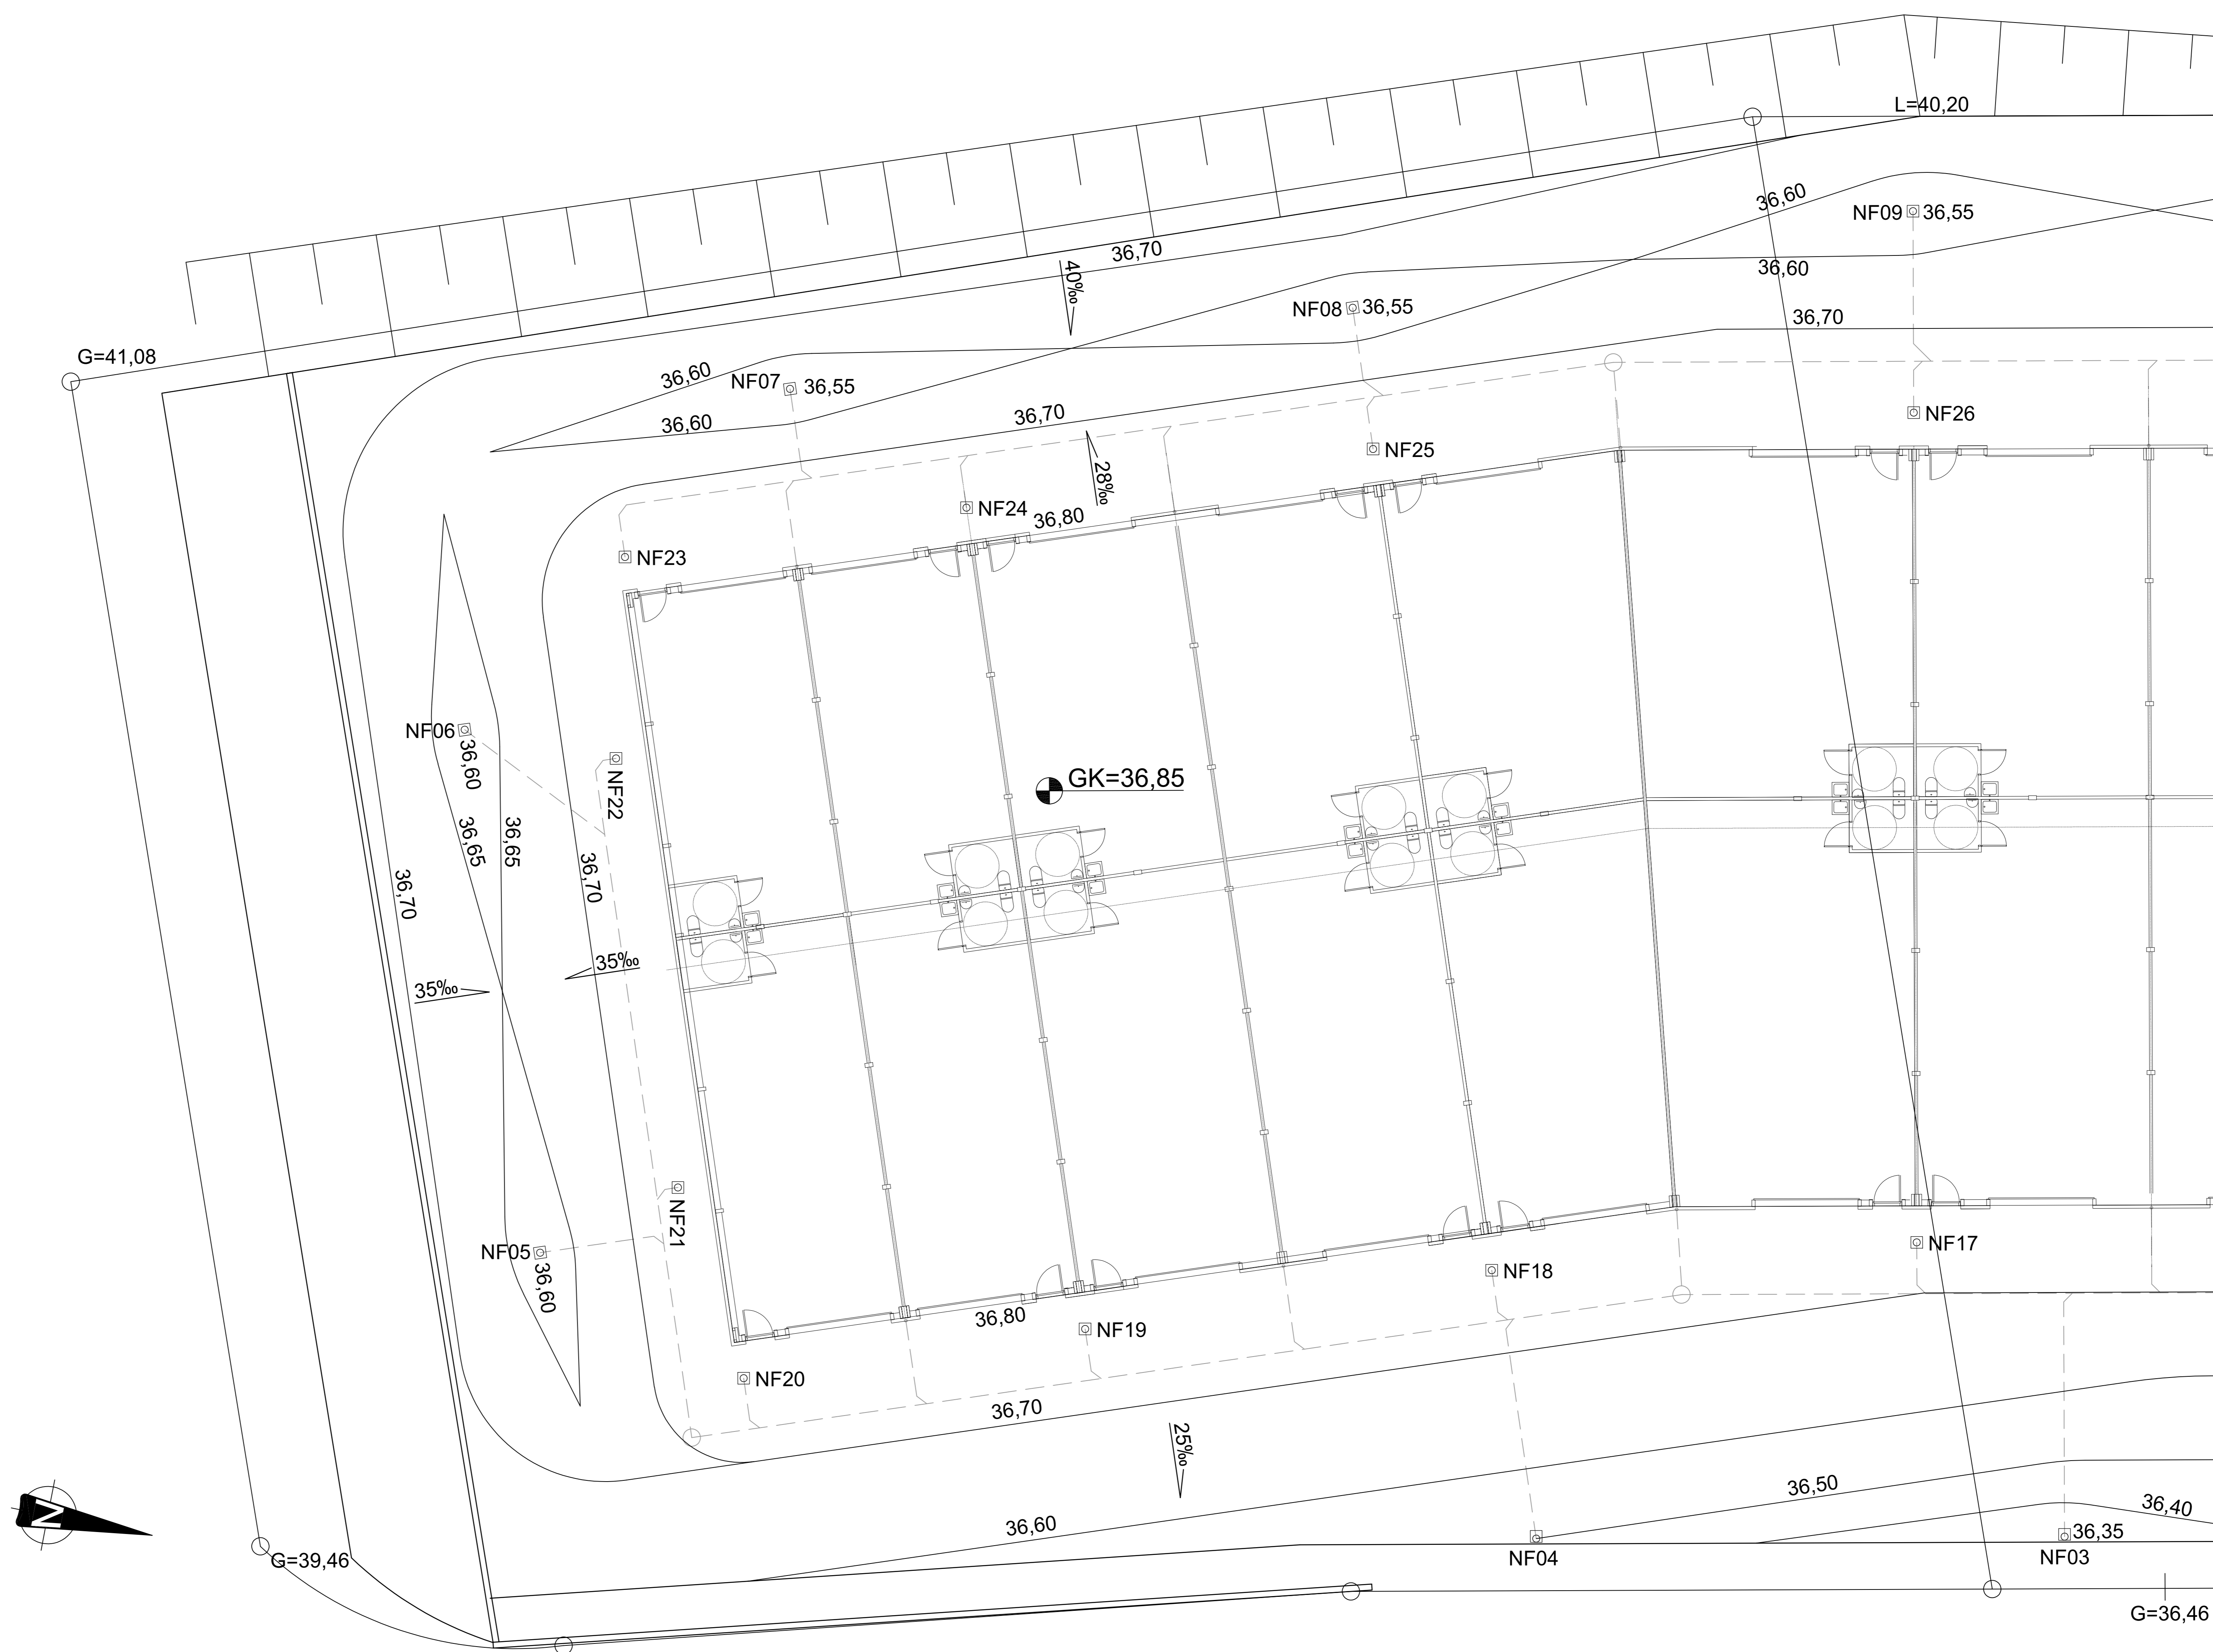 L=40,20
36,60
NF09
36,55
36,70
40‰
36,60
NF08
36,55
36,70
G=41,08
36,60
NF07
36,55
36,70
36,60
NF26
NF25
28‰
NF24
36,80
NF23
NF06
36,60
NF22
GK=36,85
36,65
36,65
36,70
36,70
35‰
35‰
NF21
NF05
36,60
NF17
NF18
36,80
NF19
NF20
36,70
25‰
36,50
36,40
N
36,60
36,35
NF04
NF03
G=39,46
G=36,46